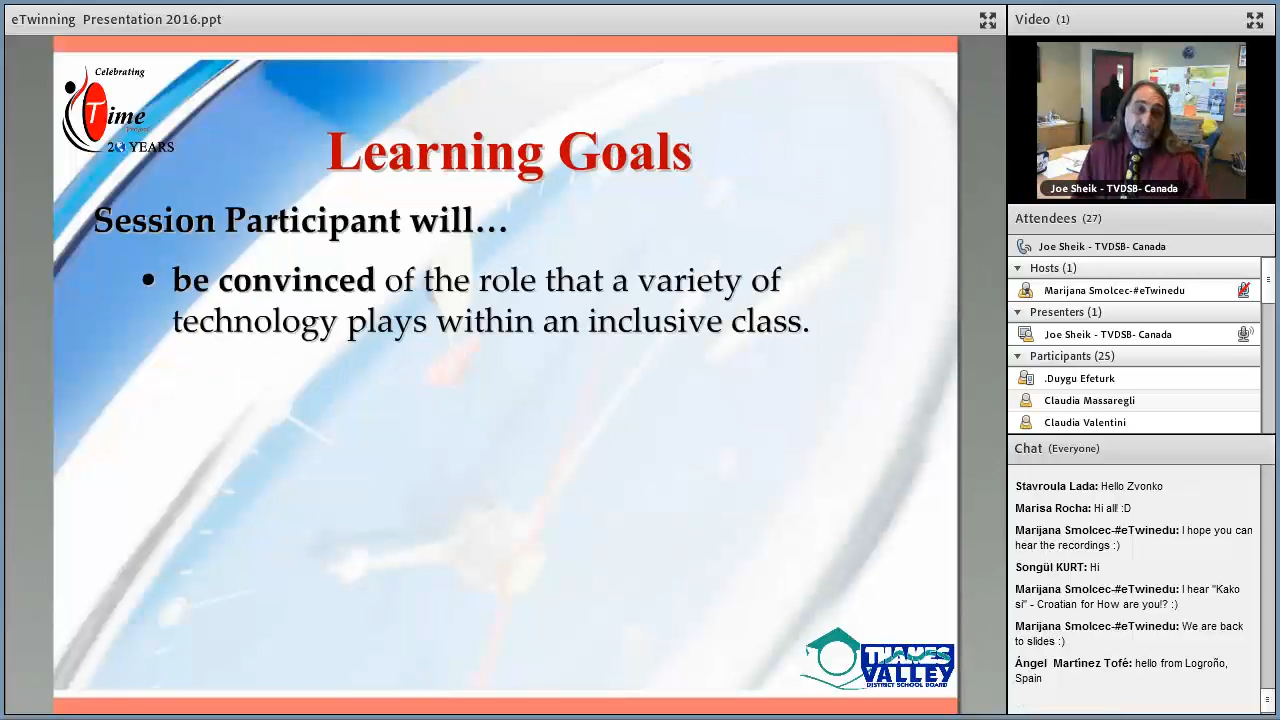 eTwinning Presentation 2016.ppt
Celebrating
Time
Project
20 YEARS
Learning Goals
Session Participant will…
• be convinced of the role that a variety of
technology plays within an inclusive class.
THAMES
VALLEY
DISTRICT SCHOOL BOARD
Video (1)
Joe Sheik - TVDSB- Canada
Attendees (27)
Joe Sheik - TVDSB- Canada
Hosts (1)
Marijana Smolcec-#eTwinedu
Presenters (1)
Joe Sheik - TVDSB- Canada
Participants (25)
.Duygu Efeturk
Claudia Massaregli
Claudia Valentini
Chat (Everyone)
Stavroula Lada: Hello Zvonko
Marisa Rocha: Hi all! :D
Marijana Smolcec-#eTwinedu: I hope you can
hear the recordings :)
Songül KURT: Hi
Marijana Smolcec-#eTwinedu: I hear "Kako
si" - Croatian for How are you!? :)
Marijana Smolcec-#eTwinedu: We are back
to slides :)
Ángel Martìnez Tofé: hello from Logroño,
Spain